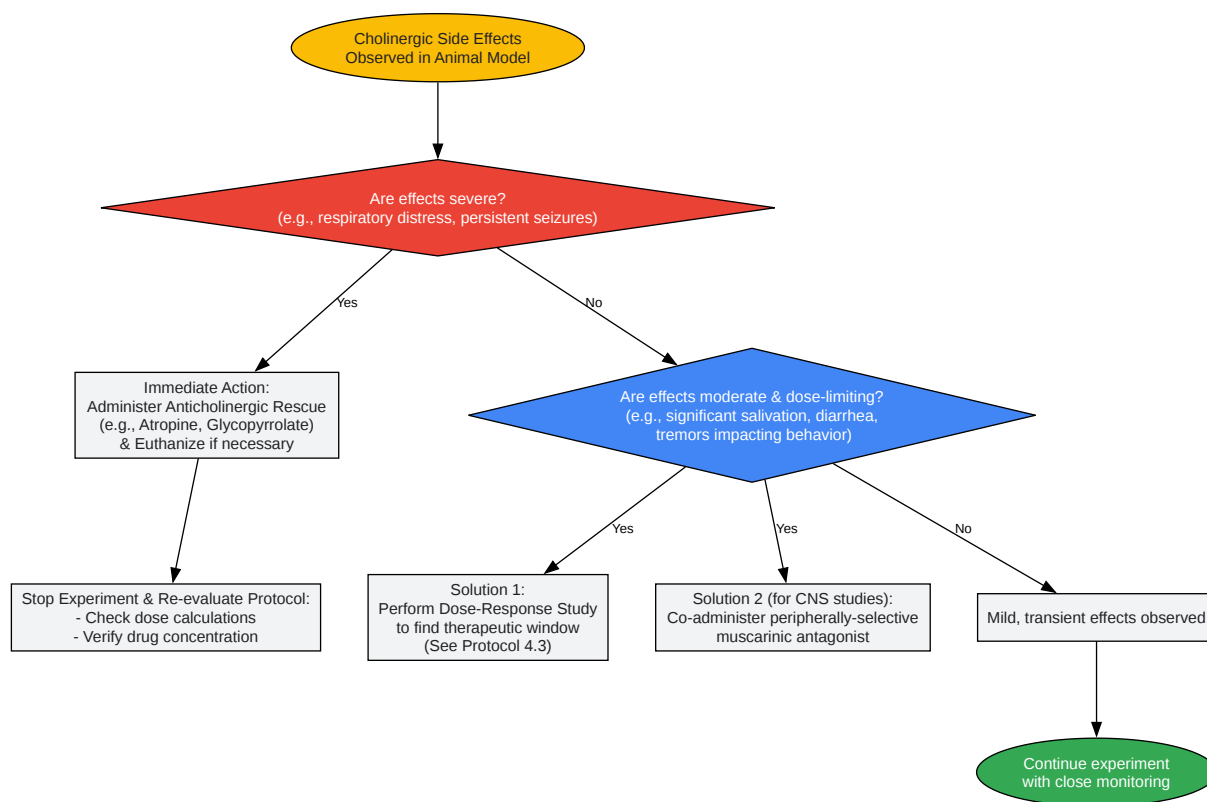 Cholinergic Side Effects
Observed in Animal Model
Are effects severe?
(e.g., respiratory distress, persistent seizures)
Yes
No
Immediate Action:
Administer Anticholinergic Rescue
(e.g., Atropine, Glycopyrrolate)
& Euthanize if necessary
Are effects moderate & dose-limiting?
(e.g., significant salivation, diarrhea,
tremors impacting behavior)
Yes
Yes
No
Stop Experiment & Re-evaluate Protocol:
- Check dose calculations
- Verify drug concentration
Solution 1:
Perform Dose-Response Study
to find therapeutic window
(See Protocol 4.3)
Solution 2 (for CNS studies):
Co-administer peripherally-selective
muscarinic antagonist
Mild, transient effects observed
Continue experiment
with close monitoring